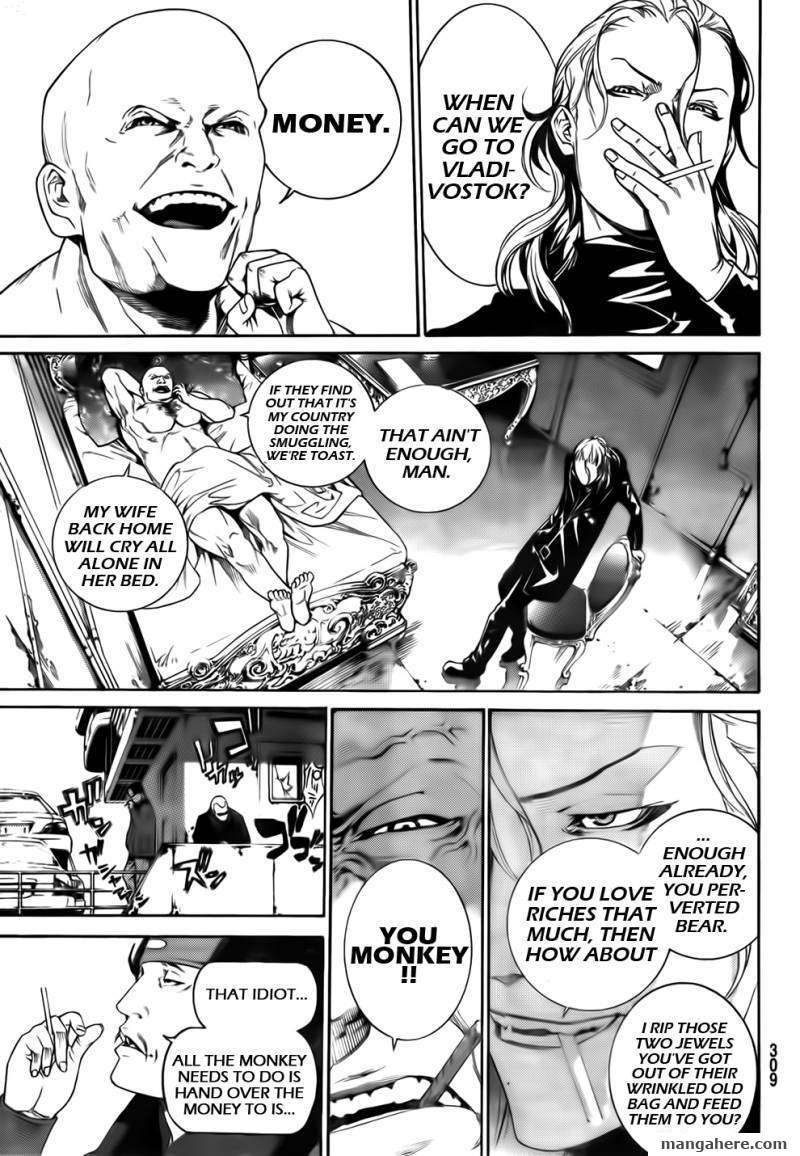 WHEN
CAN WE
GO TO
VLADI-
VOSTOK?
MONEY.
THAT AIN'T
ENOUGH,
MAN.
IF THEY FIND
OUT THAT IT'S
MY COUNTRY
DOING THE
SMUGGLING,
WE'RE TOAST.
MY WIFE
BACK HOME
WILL CRY ALL
ALONE IN
HER BED.
...
ENOUGH
ALREADY,
YOU PER-
VERTED
BEAR.
IF YOU LOVE
RICHES THAT
MUCH, THEN
HOW ABOUT
I RIP THOSE
TWO JEWELS
YOU'VE GOT
OUT OF THEIR
WRINKLED OLD
BAG AND FEED
THEM TO YOU?
YOU
MONKEY
!!
THAT IDIOT...
ALL THE MONKEY
NEEDS TO DO IS
HAND OVER THE
MONEY TO IS...
309
mangahere.com